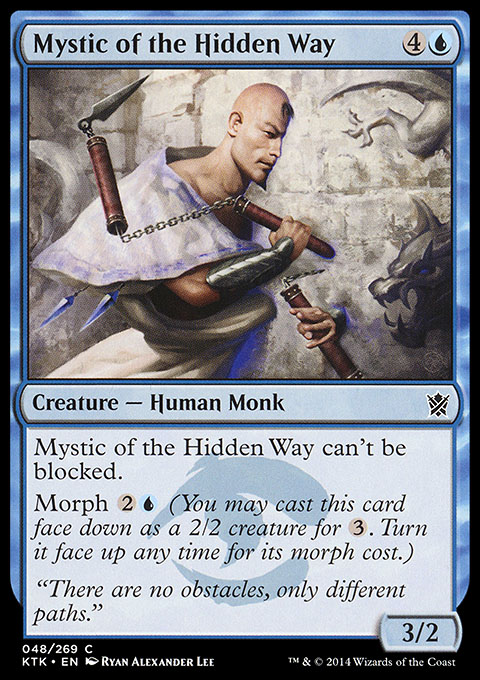 Mystic of the Hidden Way 4
Creature — Human Monk
Mystic of the Hidden Way can't be
blocked.
Morph 2 (You may cast this card
face down as a 2/2 creature for 3. Turn
it face up any time for its morph cost.)
“There are no obstacles, only different
paths.”
3/2
048/269 C
KTK • EN Ryan Alexander Lee
™ & © 2014 Wizards of the Coast